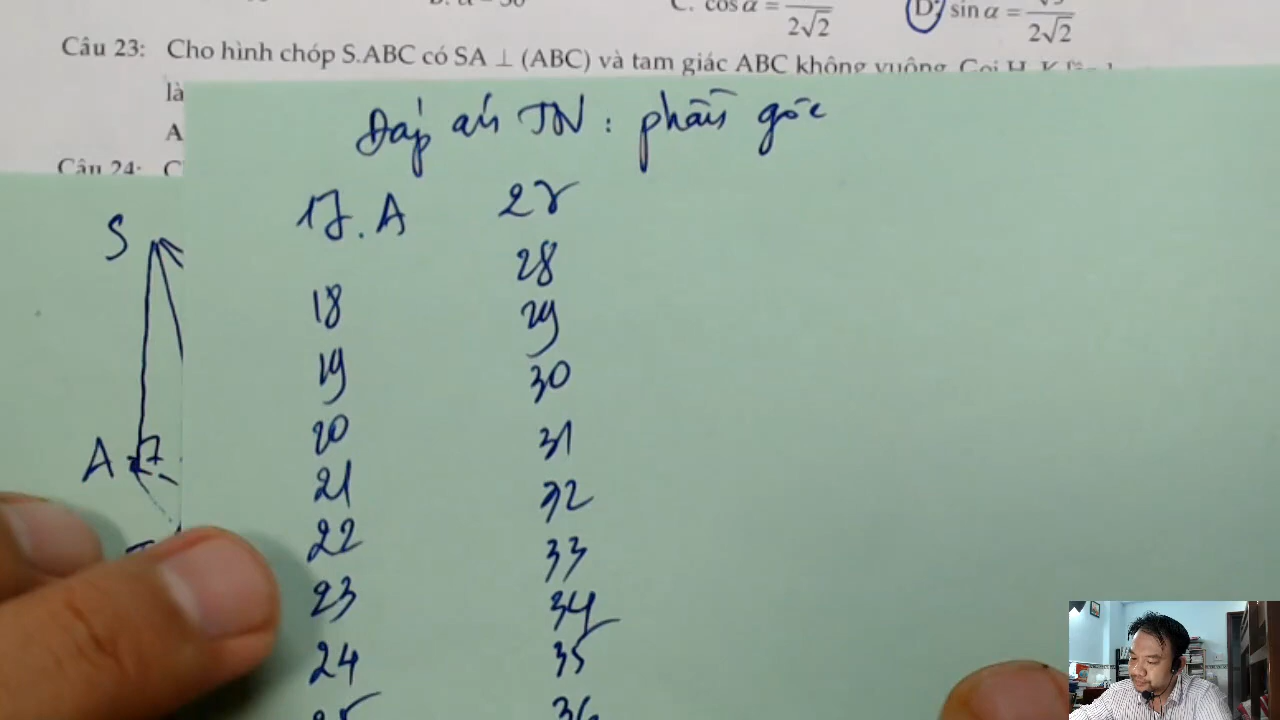 C. cos α = 2√2
D. sin α = 2√2
Câu 23: Cho hình chóp S.ABC có SA ⊥ (ABC) và tam giác ABC không vuông. Gọi H, K
là
A
Câu 24: C
Đáp án TN: phần góc
17. A
18
19
20
21
22
23
24
28
29
30
31
32
33
34
35
36
S
A